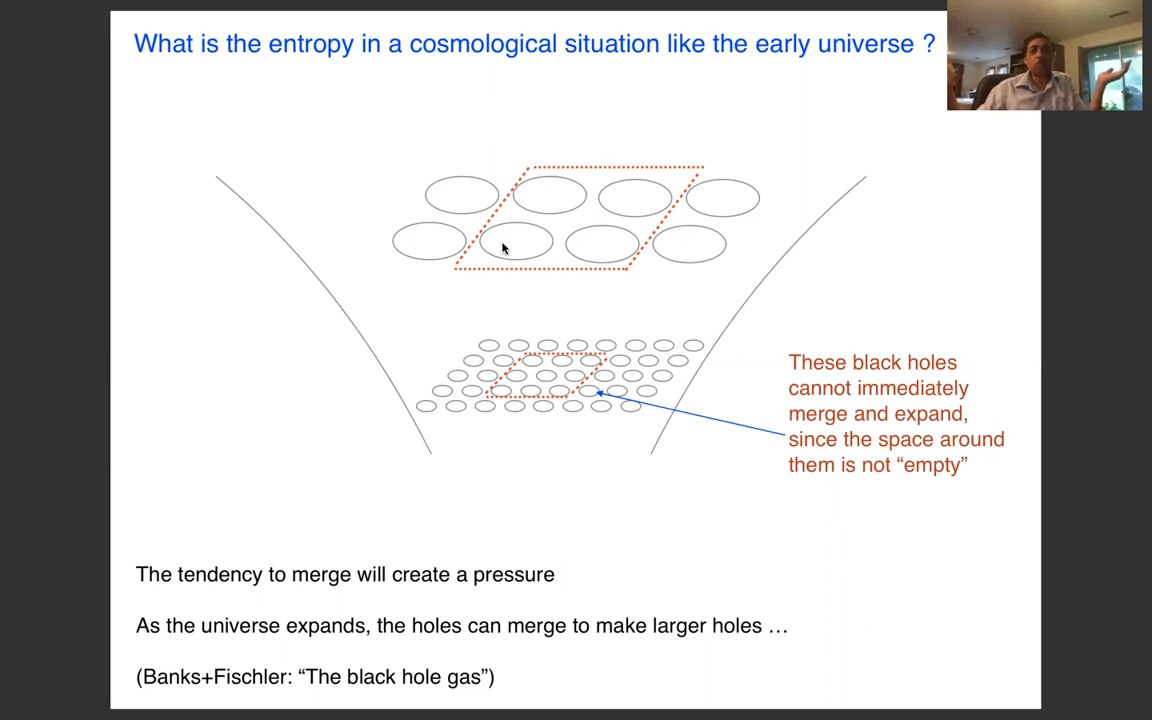 What is the entropy in a cosmological situation like the early universe ?
These black holes
cannot immediately
merge and expand,
since the space around
them is not “empty”
The tendency to merge will create a pressure
As the universe expands, the holes can merge to make larger holes …
(Banks+Fischler: “The black hole gas”)